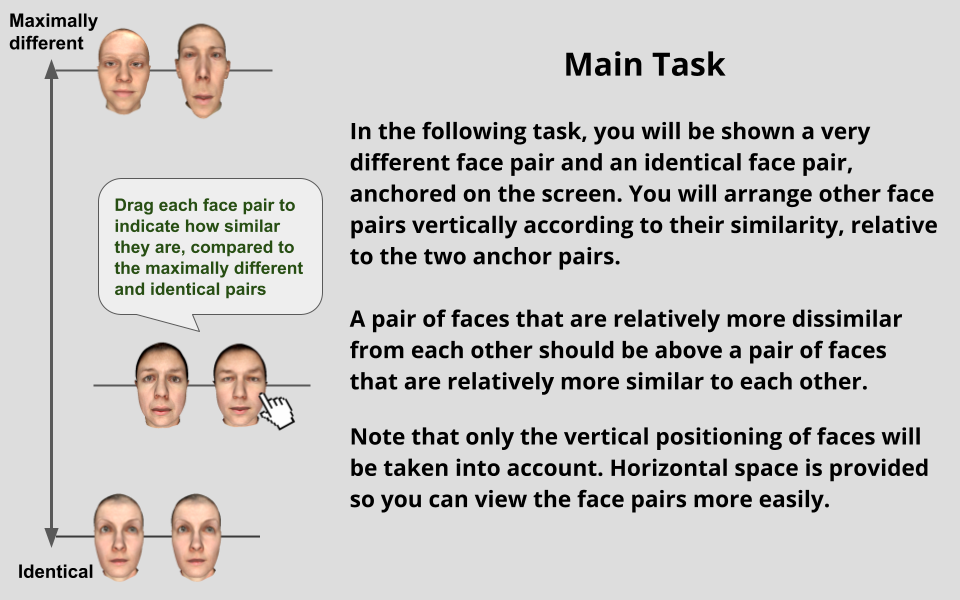 Maximally
different
Drag each face pair to
indicate how similar
they are, compared to
the maximally different
and identical pairs
Identical
Main Task
In the following task, you will be shown a very
different face pair and an identical face pair,
anchored on the screen. You will arrange other face
pairs vertically according to their similarity, relative
to the two anchor pairs.
A pair of faces that are relatively more dissimilar
from each other should be above a pair of faces
that are relatively more similar to each other.
Note that only the vertical positioning of faces will
be taken into account. Horizontal space is provided
so you can view the face pairs more easily.